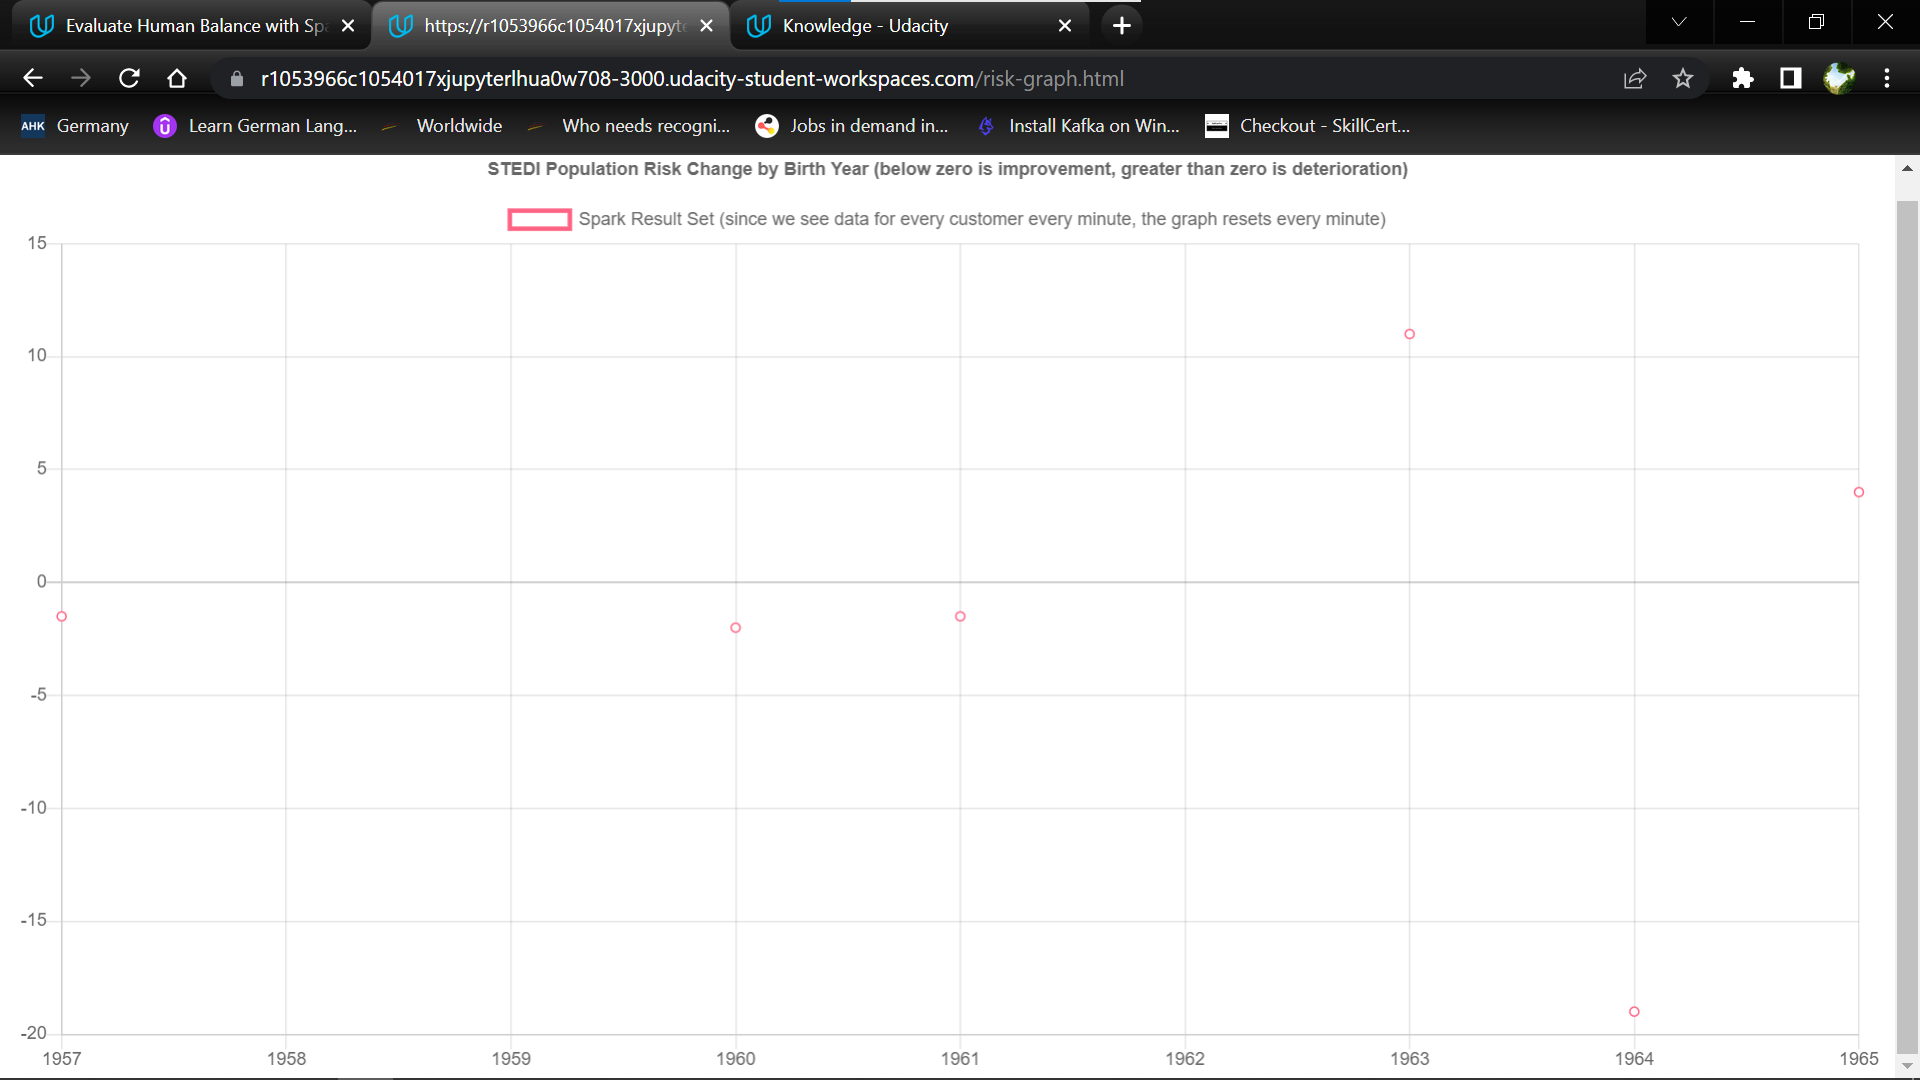 Evaluate Human Balance with Sp
https://r1053966c1054017xjupyte
Knowledge - Udacity
r1053966c1054017xjupyterlhua0w708-3000.udacity-student-workspaces.com/risk-graph.html
AHK Germany
Learn German Lang...
Worldwide
Who needs recogni...
Jobs in demand in...
Install Kafka on Win...
Checkout - SkillCert...
STEDI Population Risk Change by Birth Year (below zero is improvement, greater than zero is deterioration)
Spark Result Set (since we see data for every customer every minute, the graph resets every minute)
15
10
5
0
-5
-10
-15
-20
1957 1958 1959 1960 1961 1962 1963 1964 1965